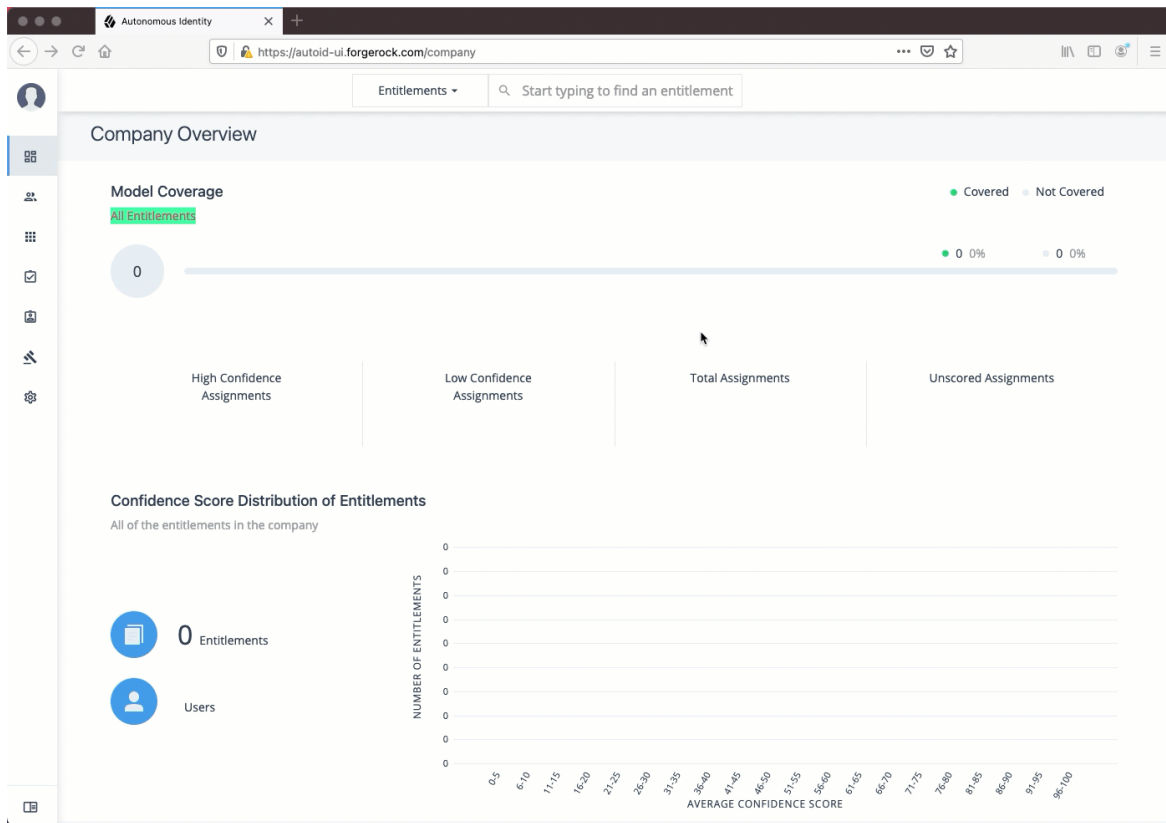 Autonomous Identity
https://autoid-ui.forgerock.com/company
Entitlements
Start typing to find an entitlement
Company Overview
Model Coverage
Covered
Not Covered
All Entitlements
0 0%
0 0%
0
High Confidence
Assignments
Low Confidence
Assignments
Total Assignments
Unscored Assignments
Confidence Score Distribution of Entitlements
All of the entitlements in the company
0 Entitlements
Users
NUMBER OF ENTITLEMENTS
0
0
0
0
0
0
0
0
0
0
0-5
6-10
11-15
16-20
21-25
26-30
31-35
36-40
41-45
46-50
51-55
56-60
61-65
66-70
71-75
76-80
81-85
86-90
91-95
96-100
AVERAGE CONFIDENCE SCORE